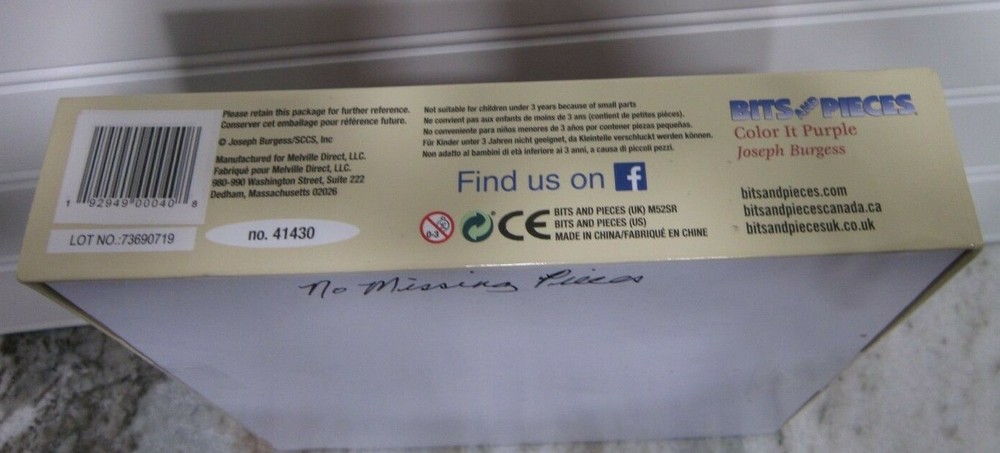 Please retain this package for further reference.
Conserver cet emballage pour référence future.
© Joseph Burgess/SCCS, Inc
Manufactured for Melville Direct, LLC.
Fabriqué pour Melville Direct, LLC.
980-990 Washington Street, Suite 222
Dedham, Massachusetts 02026
1 92949 00040 8
LOT NO.:73690719
no. 41430
Not suitable for children under 3 years because of small parts
Ne convient pas aux enfants de moins de 3 ans (contient de petites pièces).
No conveniente para niños menores de 3 años por contener piezas pequeñas.
Für Kinder unter 3 Jahren nicht geeignet, da Kleinteile verschluckt werden können.
Non adatto al bambini di età inferiore ai 3 anni, a causa di piccoli pezzi.
Find us on f
0-3
CE
BITS AND PIECES (UK) M52SR
BITS AND PIECES (US)
MADE IN CHINA/FABRIQUÉ EN CHINE
BITS AND PIECES
Color It Purple
Joseph Burgess
bitsandpieces.com
bitsandpiecescanada.ca
bitsandpiecesuk.co.uk
No Missing Pieces